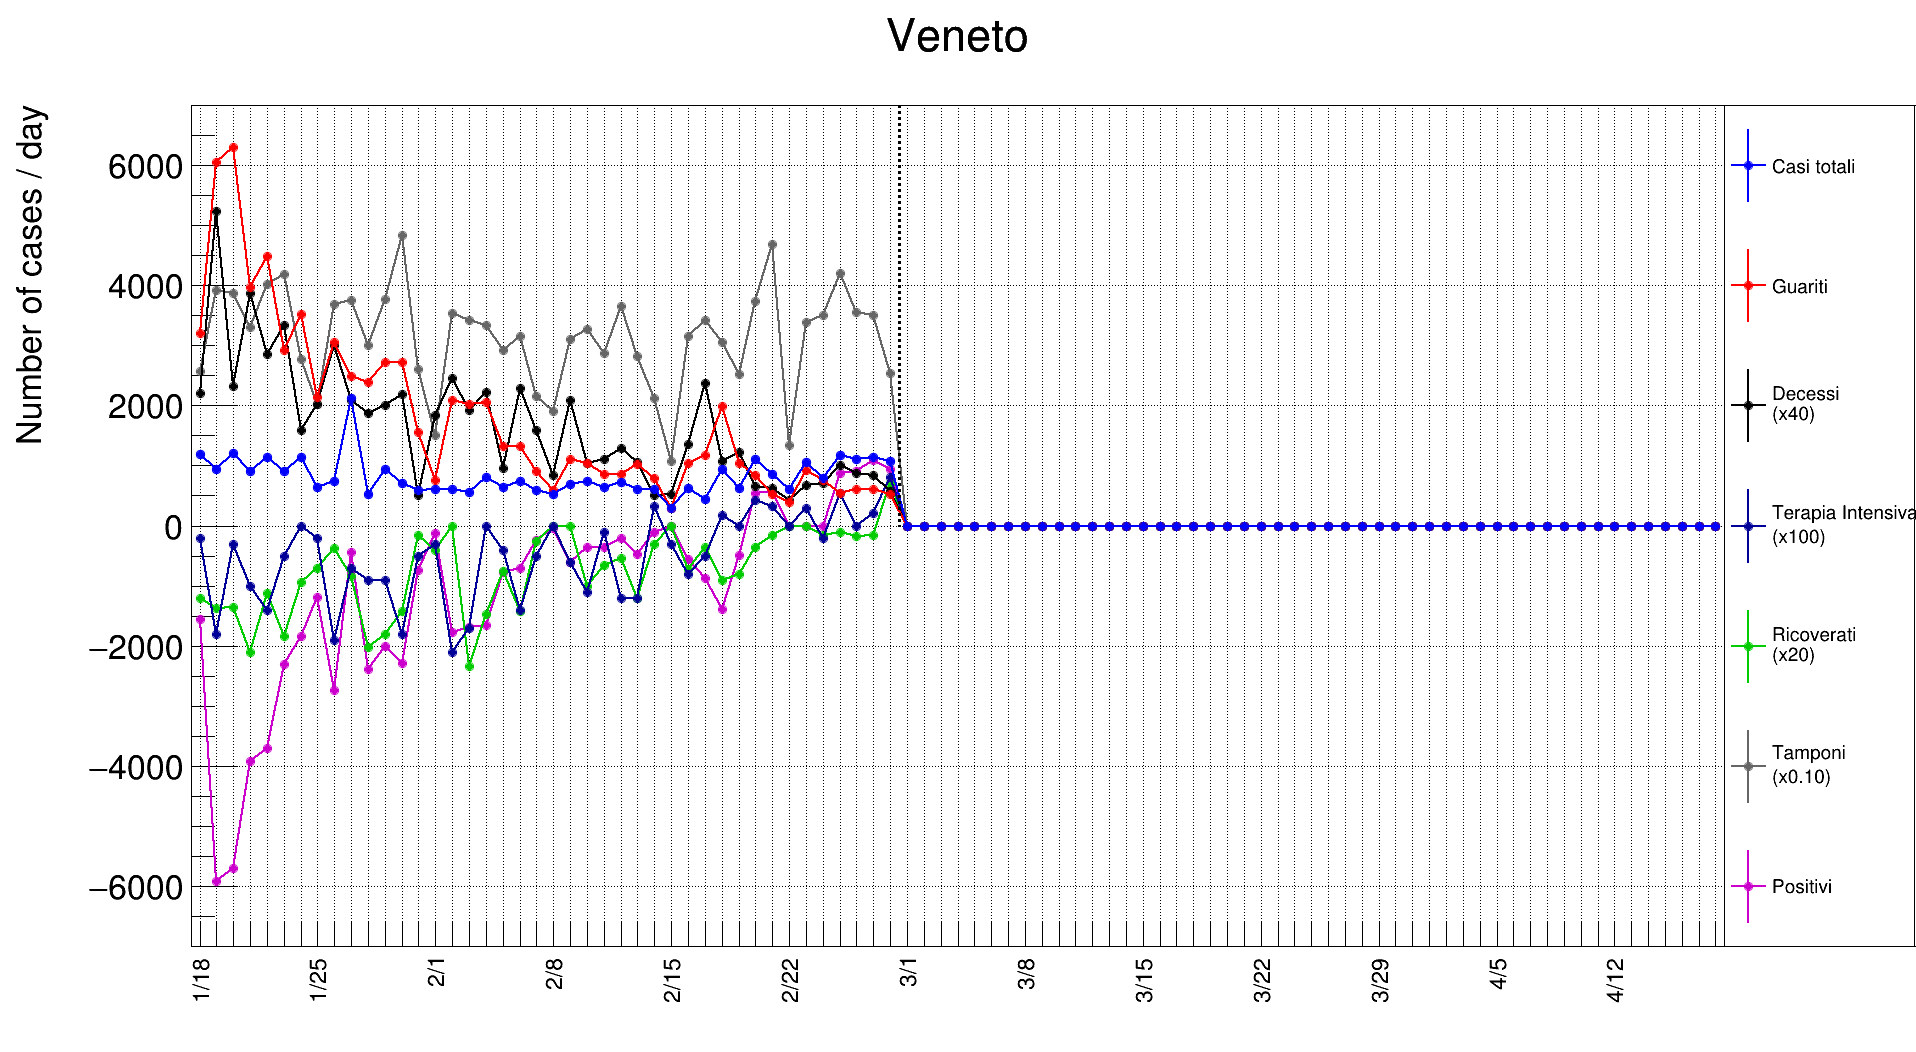 Veneto
Number of cases / day
6000
4000
2000
0
−2000
−4000
−6000
1/18
1/25
2/1
2/8
2/15
2/22
3/1
3/8
3/15
3/22
3/29
4/5
4/12
Casi totali
Guariti
Decessi
(x40)
Terapia Intensiva
(x100)
Ricoverati
(x20)
Tamponi
(x0.10)
Positivi